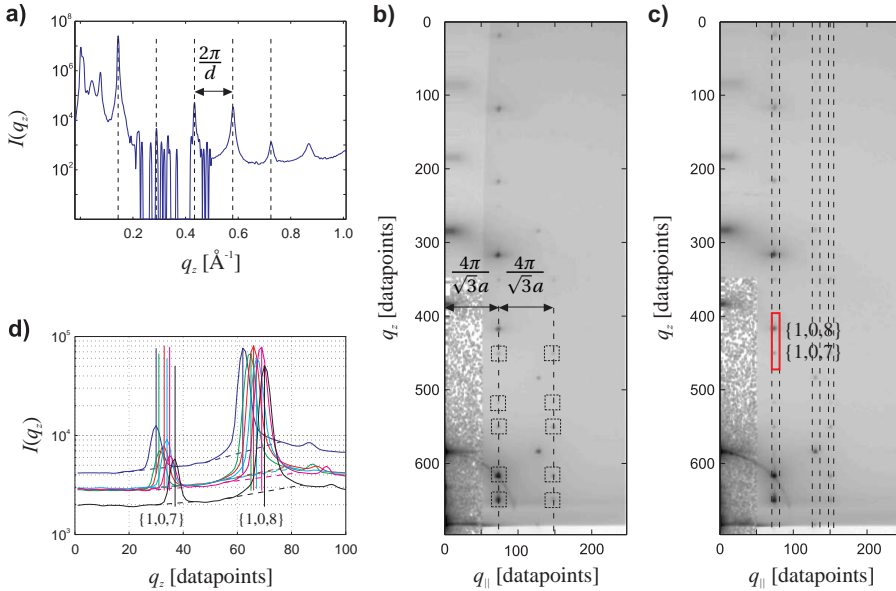 a)
10^8
10^6
10^4
10^2
I(q_z)
2π/d
0 0.2 0.4 0.6 0.8 1.0
q_z [Å^-1]
b)
0
100
200
300
400
500
600
q_z [datapoints]
4π/√3a 4π/√3a
0 100 200
q_|| [datapoints]
c)
0
100
200
300
400
500
600
q_z [datapoints]
{1,0,8}
{1,0,7}
0 100 200
q_|| [datapoints]
d)
10^5
10^4
10^3
I(q_z)
{1,0,7} {1,0,8}
0 20 40 60 80 100
q_z [datapoints]